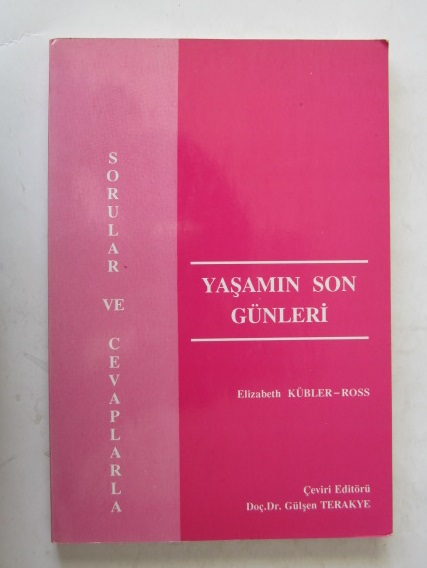 SORULAR VE CEVAPLARLA
YAŞAMIN SON
GÜNLERİ
Elizabeth KÜBLER-ROSS
Çeviri Editörü
Doç.Dr. Gülşen TERAKYE